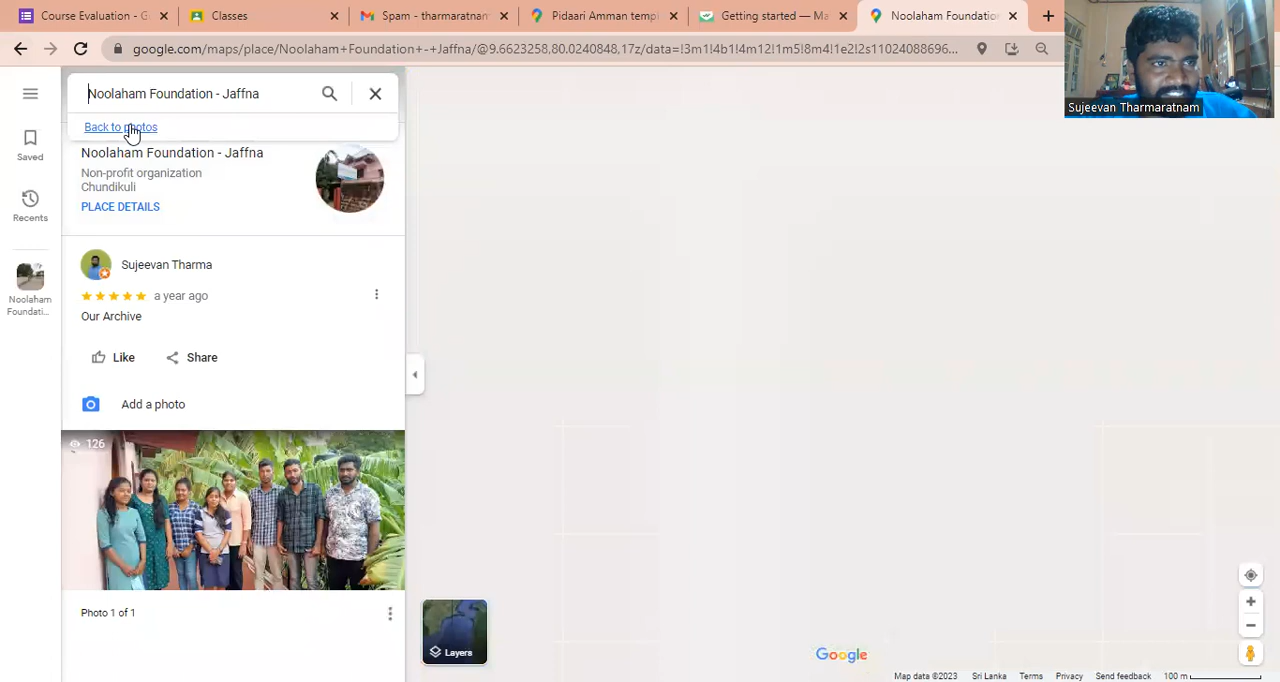 Course Evaluation - G
Classes
Spam - tharmaratnam
Pidaari Amman temp
Getting started — Ma
Noolaham Foundatio
google.com/maps/place/Noolaham+Foundation+-+Jaffna/@9.6623258,80.0240848,17z/data=!3m1!4b1!4m12!1m5!8m4!1e2!2s11024088696...
Sujeevan Tharmaratnam
Noolaham Foundation - Jaffna
Back to photos
Saved
Recents
Noolaham
Foundati...
Noolaham Foundation - Jaffna
Non-profit organization
Chundikuli
PLACE DETAILS
Sujeevan Tharma
a year ago
Our Archive
Like
Share
Add a photo
126
Photo 1 of 1
Layers
Google
Map data ©2023 Sri Lanka Terms Privacy Send feedback 100 m